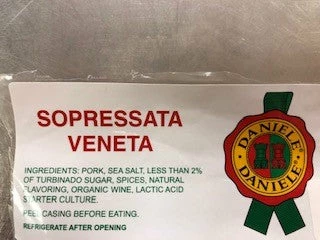 SOPRESSATA
VENETA
INGREDIENTS: PORK, SEA SALT, LESS THAN 2%
OF TURBINADO SUGAR, SPICES, NATURAL
FLAVORING, ORGANIC WINE, LACTIC ACID
STARTER CULTURE.
PEEL CASING BEFORE EATING.
REFRIGERATE AFTER OPENING
DANIELE
DANIELE